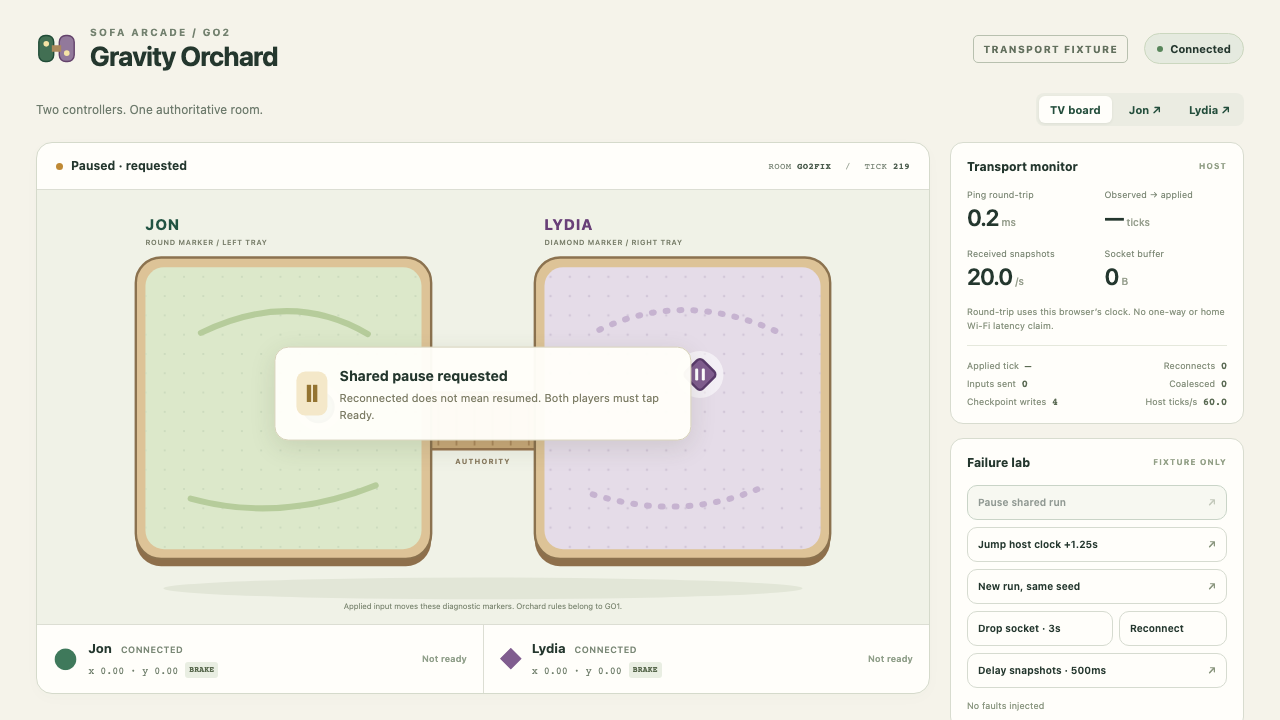 SOFA ARCADE / GO2
Gravity Orchard
TRANSPORT FIXTURE
Connected
Two controllers. One authoritative room.
TV board
Jon ↗
Lydia ↗
Paused · requested
ROOM GO2FIX / TICK 219
JON
ROUND MARKER / LEFT TRAY
LYDIA
DIAMOND MARKER / RIGHT TRAY
Shared pause requested
Reconnected does not mean resumed. Both players must tap
Ready.
AUTHORITY
Applied input moves these diagnostic markers. Orchard rules belong to GO1.
Jon CONNECTED
x 0.00 · y 0.00 BRAKE
Not ready
Lydia CONNECTED
x 0.00 · y 0.00 BRAKE
Not ready
Transport monitor
HOST
Ping round-trip
0.2 ms
Observed → applied
— ticks
Received snapshots
20.0 /s
Socket buffer
0 B
Round-trip uses this browser's clock. No one-way or home
Wi-Fi latency claim.
Applied tick —
Reconnects 0
Inputs sent 0
Coalesced 0
Checkpoint writes 4
Host ticks/s 60.0
Failure lab
FIXTURE ONLY
Pause shared run ↗
Jump host clock +1.25s ↗
New run, same seed ↗
Drop socket · 3s
Reconnect
Delay snapshots · 500ms ↗
No faults injected